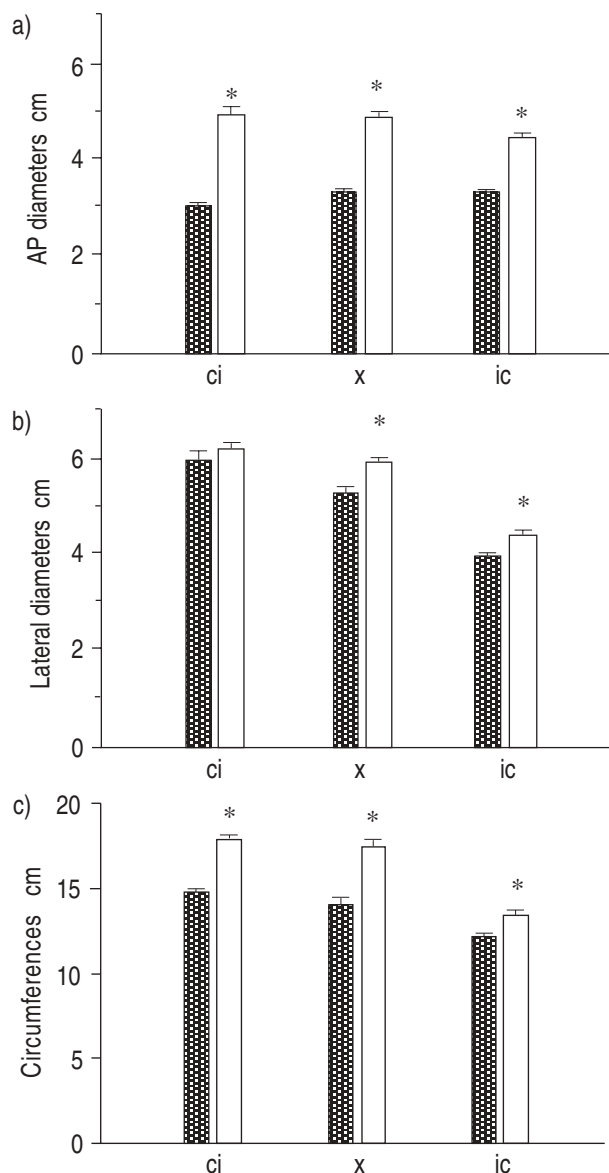 a)
AP diameters cm
6
4
2
0
*
*
*
ci x ic
b)
Lateral diameters cm
6
4
2
0
*
*
ci x ic
c)
Circumferences cm
20
15
10
5
0
*
*
*
ci x ic